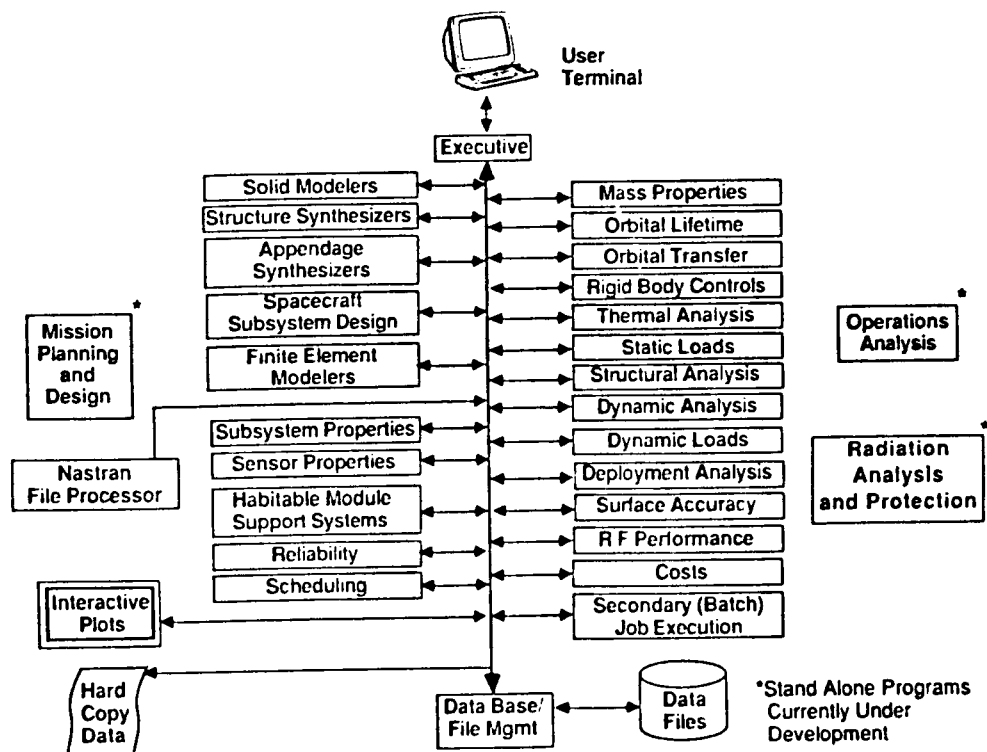 User
Terminal
Executive
Solid Modelers
Structure Synthesizers
Appendage
Synthesizers
Spacecraft
Subsystem Design
Finite Element
Modelers
*
Mission
Planning
and
Design
Subsystem Properties
Nastran
File Processor
Sensor Properties
Habitable Module
Support Systems
Reliability
Scheduling
Interactive
Plots
Hard
Copy
Data
Mass Properties
Orbital Lifetime
Orbital Transfer
Rigid Body Controls
Thermal Analysis
Static Loads
Structural Analysis
Dynamic Analysis
Dynamic Loads
Deployment Analysis
Surface Accuracy
R F Performance
Costs
Secondary (Batch)
Job Execution
*
Operations
Analysis
*
Radiation
Analysis
and Protection
Data Base/
File Mgmt
Data
Files
*Stand Alone Programs
Currently Under
Development